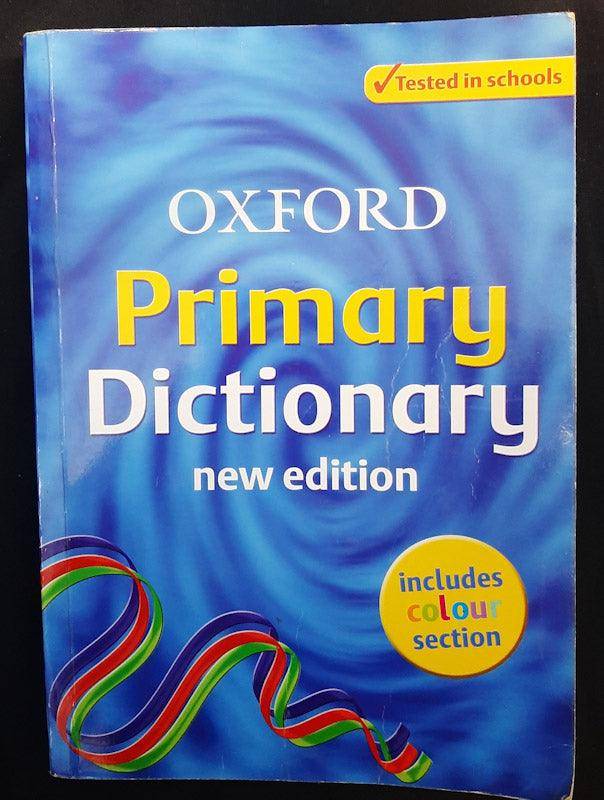 Tested in schools
OXFORD
Primary
Dictionary
new edition
includes
colour
section